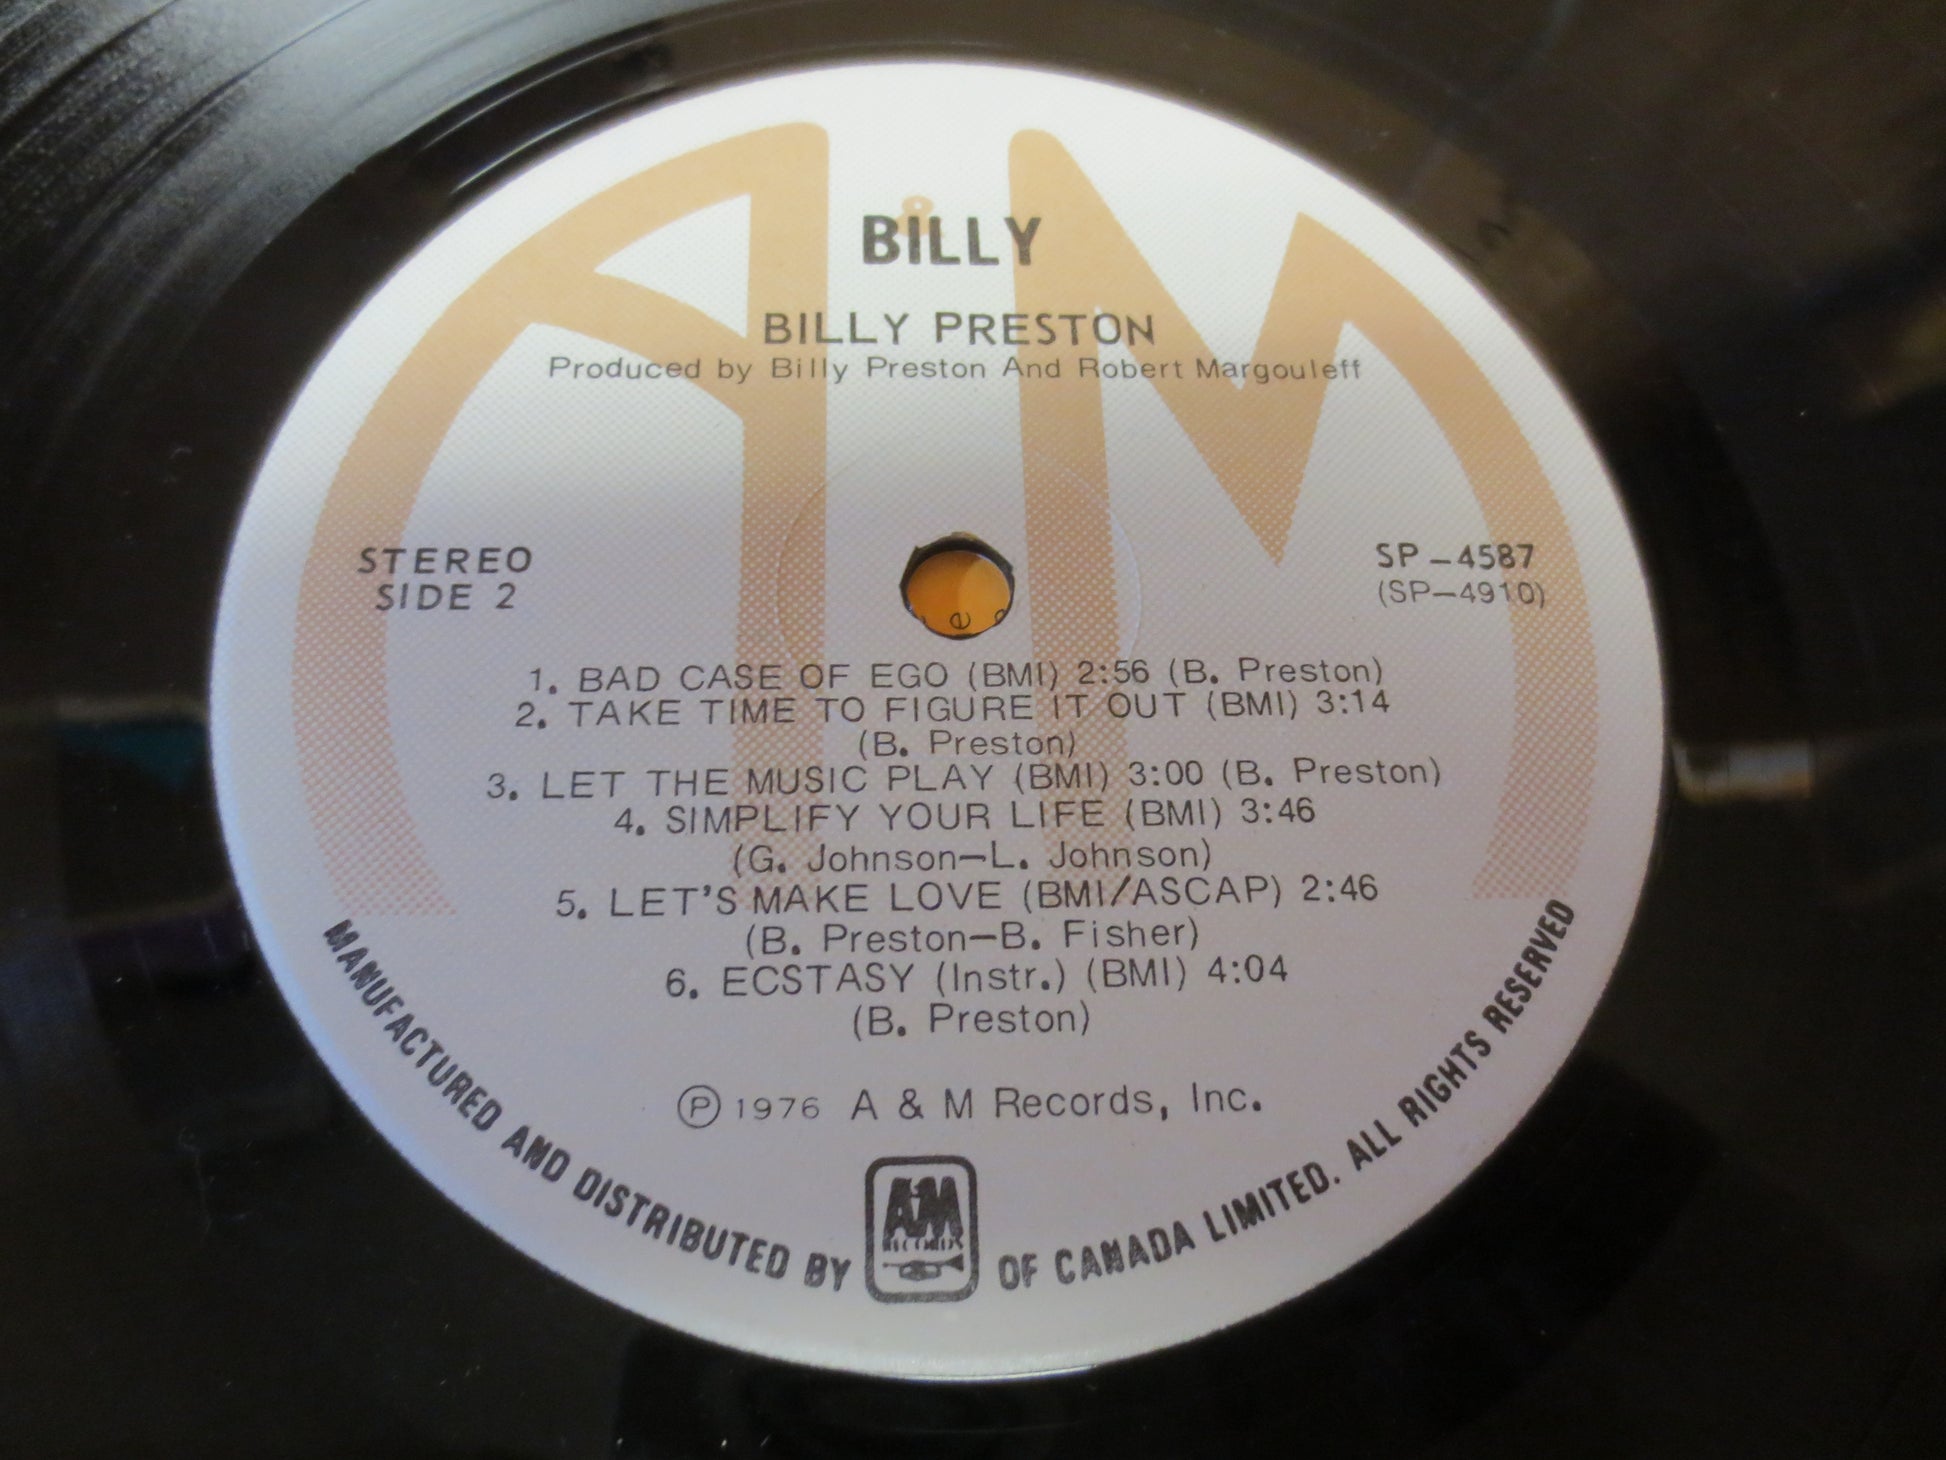 BILLY
BILLY PRESTON
Produced by Billy Preston And Robert Margouleff
STEREO
SIDE 2
SP-4587
(SP-4910)
1. BAD CASE OF EGO (BMI) 2:56 (B. Preston)
2. TAKE TIME TO FIGURE IT OUT (BMI) 3:14
(B. Preston)
3. LET THE MUSIC PLAY (BMI) 3:00 (B. Preston)
4. SIMPLIFY YOUR LIFE (BMI) 3:46
(G. Johnson-L. Johnson)
5. LET'S MAKE LOVE (BMI/ASCAP) 2:46
(B. Preston-B. Fisher)
6. ECSTASY (Instr.) (BMI) 4:04
(B. Preston)
Ⓟ 1976 A & M Records, Inc.
MANUFACTURED AND DISTRIBUTED BY A&M RECORDS OF CANADA LIMITED. ALL RIGHTS RESERVED